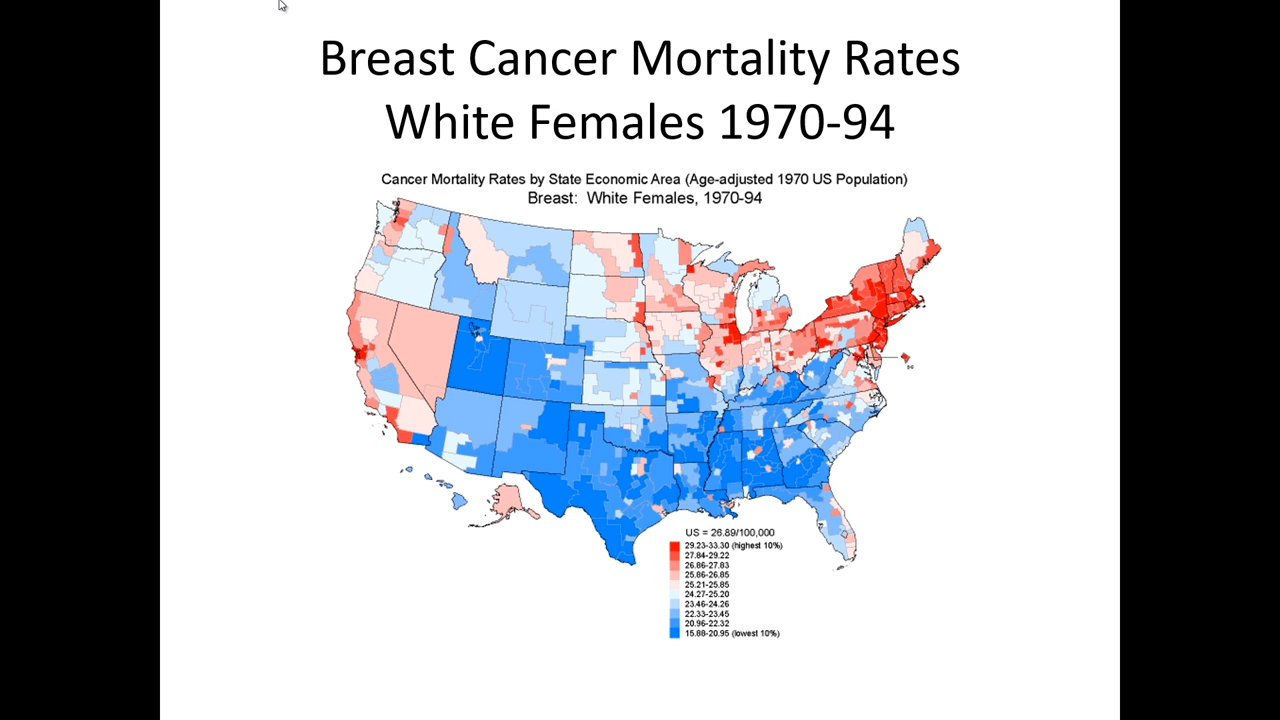 Breast Cancer Mortality Rates
White Females 1970-94
Cancer Mortality Rates by State Economic Area (Age-adjusted 1970 US Population)
Breast: White Females, 1970-94
US = 26.89/100,000
29.23-33.30 (highest 10%)
27.84-29.22
26.86-27.83
25.86-26.85
25.21-25.85
24.27-25.20
23.46-24.26
22.33-23.45
20.96-22.32
15.88-20.95 (lowest 10%)